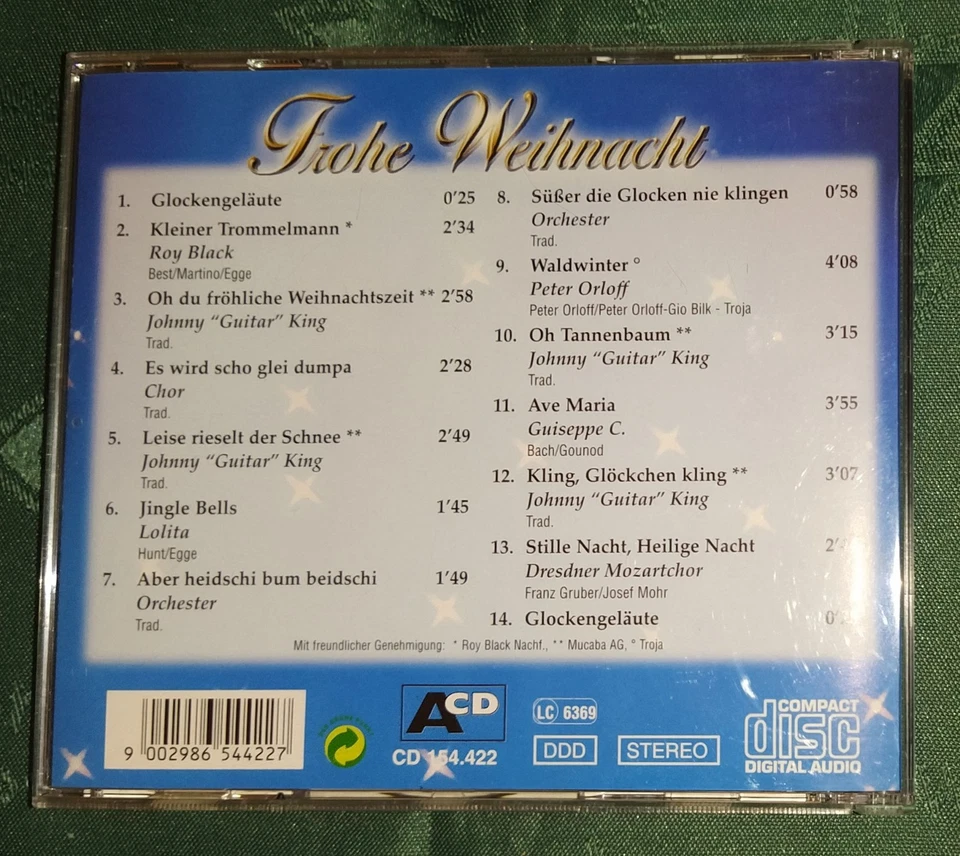 Frohe Weihnacht
1. Glockengeläute 0'25
2. Kleiner Trommelmann * 2'34
Roy Black
Best/Martino/Egge
3. Oh du fröhliche Weihnachtszeit ** 2'58
Johnny "Guitar" King
Trad.
4. Es wird scho glei dumpa 2'28
Chor
Trad.
5. Leise rieselt der Schnee ** 2'49
Johnny "Guitar" King
Trad.
6. Jingle Bells 1'45
Lolita
Hunt/Egge
7. Aber heidschi bum beidschi 1'49
Orchester
Trad.
8. Süßer die Glocken nie klingen 0'58
Orchester
Trad.
9. Waldwinter ° 4'08
Peter Orloff
Peter Orloff/Peter Orloff-Gio Bilk - Troja
10. Oh Tannenbaum ** 3'15
Johnny "Guitar" King
Trad.
11. Ave Maria 3'55
Guiseppe C.
Bach/Gounod
12. Kling, Glöckchen kling ** 3'07
Johnny "Guitar" King
Trad.
13. Stille Nacht, Heilige Nacht
Dresdner Mozartchor
Franz Gruber/Josef Mohr
14. Glockengeläute
Mit freundlicher Genehmigung: * Roy Black Nachf., ** Mucaba AG, ° Troja
9 002986 544227
ACD
CD 154.422
LC 6369
DDD
STEREO
COMPACT
disc
DIGITAL AUDIO